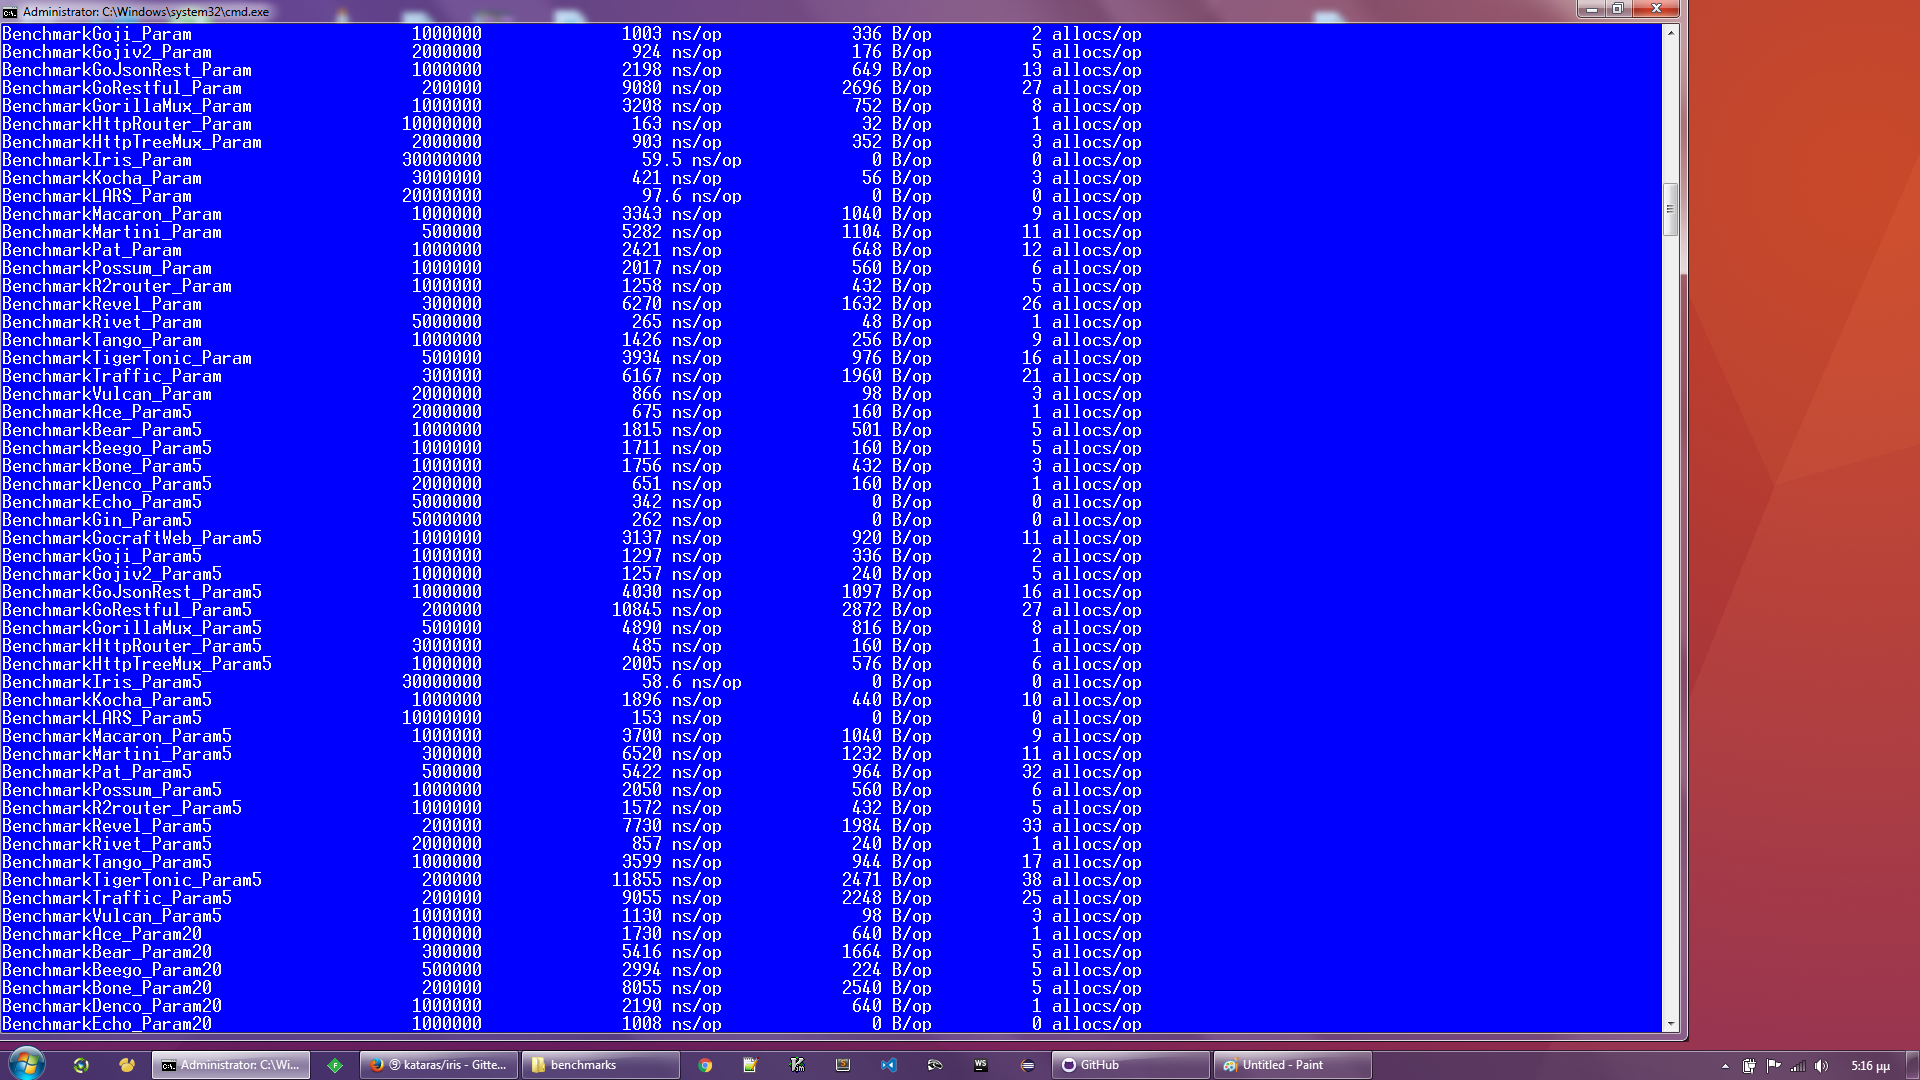 Administrator: C:\Windows\system32\cmd.exe
BenchmarkGoji_Param 1000000 1003 ns/op 336 B/op 2 allocs/op
BenchmarkGojiv2_Param 2000000 924 ns/op 176 B/op 5 allocs/op
BenchmarkGoJsonRest_Param 1000000 2198 ns/op 649 B/op 13 allocs/op
BenchmarkGoRestful_Param 200000 9080 ns/op 2696 B/op 27 allocs/op
BenchmarkGorillaMux_Param 1000000 3208 ns/op 752 B/op 8 allocs/op
BenchmarkHttpRouter_Param 10000000 163 ns/op 32 B/op 1 allocs/op
BenchmarkHttpTreeMux_Param 2000000 903 ns/op 352 B/op 3 allocs/op
BenchmarkIris_Param 30000000 59.5 ns/op 0 B/op 0 allocs/op
BenchmarkKocha_Param 3000000 421 ns/op 56 B/op 3 allocs/op
BenchmarkLARS_Param 20000000 97.6 ns/op 0 B/op 0 allocs/op
BenchmarkMacaron_Param 1000000 3343 ns/op 1040 B/op 9 allocs/op
BenchmarkMartini_Param 500000 5282 ns/op 1104 B/op 11 allocs/op
BenchmarkPat_Param 1000000 2421 ns/op 648 B/op 12 allocs/op
BenchmarkPossum_Param 1000000 2017 ns/op 560 B/op 6 allocs/op
BenchmarkR2router_Param 1000000 1258 ns/op 432 B/op 5 allocs/op
BenchmarkRevel_Param 300000 6270 ns/op 1632 B/op 26 allocs/op
BenchmarkRivet_Param 5000000 265 ns/op 48 B/op 1 allocs/op
BenchmarkTango_Param 1000000 1426 ns/op 256 B/op 9 allocs/op
BenchmarkTigerTonic_Param 500000 3934 ns/op 976 B/op 16 allocs/op
BenchmarkTraffic_Param 300000 6167 ns/op 1960 B/op 21 allocs/op
BenchmarkVulcan_Param 2000000 866 ns/op 98 B/op 3 allocs/op
BenchmarkAce_Param5 2000000 675 ns/op 160 B/op 1 allocs/op
BenchmarkBear_Param5 1000000 1815 ns/op 501 B/op 5 allocs/op
BenchmarkBeego_Param5 1000000 1711 ns/op 160 B/op 5 allocs/op
BenchmarkBone_Param5 1000000 1756 ns/op 432 B/op 3 allocs/op
BenchmarkDenco_Param5 2000000 651 ns/op 160 B/op 1 allocs/op
BenchmarkEcho_Param5 5000000 342 ns/op 0 B/op 0 allocs/op
BenchmarkGin_Param5 5000000 262 ns/op 0 B/op 0 allocs/op
BenchmarkGocraftWeb_Param5 1000000 3137 ns/op 920 B/op 11 allocs/op
BenchmarkGoji_Param5 1000000 1297 ns/op 336 B/op 2 allocs/op
BenchmarkGojiv2_Param5 1000000 1257 ns/op 240 B/op 5 allocs/op
BenchmarkGoJsonRest_Param5 1000000 4030 ns/op 1097 B/op 16 allocs/op
BenchmarkGoRestful_Param5 200000 10845 ns/op 2872 B/op 27 allocs/op
BenchmarkGorillaMux_Param5 500000 4890 ns/op 816 B/op 8 allocs/op
BenchmarkHttpRouter_Param5 3000000 485 ns/op 160 B/op 1 allocs/op
BenchmarkHttpTreeMux_Param5 1000000 2005 ns/op 576 B/op 6 allocs/op
BenchmarkIris_Param5 30000000 58.6 ns/op 0 B/op 0 allocs/op
BenchmarkKocha_Param5 1000000 1896 ns/op 440 B/op 10 allocs/op
BenchmarkLARS_Param5 10000000 153 ns/op 0 B/op 0 allocs/op
BenchmarkMacaron_Param5 1000000 3700 ns/op 1040 B/op 9 allocs/op
BenchmarkMartini_Param5 300000 6520 ns/op 1232 B/op 11 allocs/op
BenchmarkPat_Param5 500000 5422 ns/op 964 B/op 32 allocs/op
BenchmarkPossum_Param5 1000000 2050 ns/op 560 B/op 6 allocs/op
BenchmarkR2router_Param5 1000000 1572 ns/op 432 B/op 5 allocs/op
BenchmarkRevel_Param5 200000 7730 ns/op 1984 B/op 33 allocs/op
BenchmarkRivet_Param5 2000000 857 ns/op 240 B/op 1 allocs/op
BenchmarkTango_Param5 1000000 3599 ns/op 944 B/op 17 allocs/op
BenchmarkTigerTonic_Param5 200000 11855 ns/op 2471 B/op 38 allocs/op
BenchmarkTraffic_Param5 200000 9055 ns/op 2248 B/op 25 allocs/op
BenchmarkVulcan_Param5 1000000 1130 ns/op 98 B/op 3 allocs/op
BenchmarkAce_Param20 1000000 1730 ns/op 640 B/op 1 allocs/op
BenchmarkBear_Param20 300000 5416 ns/op 1664 B/op 5 allocs/op
BenchmarkBeego_Param20 500000 2994 ns/op 224 B/op 5 allocs/op
BenchmarkBone_Param20 200000 8055 ns/op 2540 B/op 5 allocs/op
BenchmarkDenco_Param20 1000000 2190 ns/op 640 B/op 1 allocs/op
BenchmarkEcho_Param20 1000000 1008 ns/op 0 B/op 0 allocs/op
Administrator: C:\Wi... ⑨ kataras/iris - Gitte... benchmarks WS GitHub Untitled - Paint 5:16 μμ